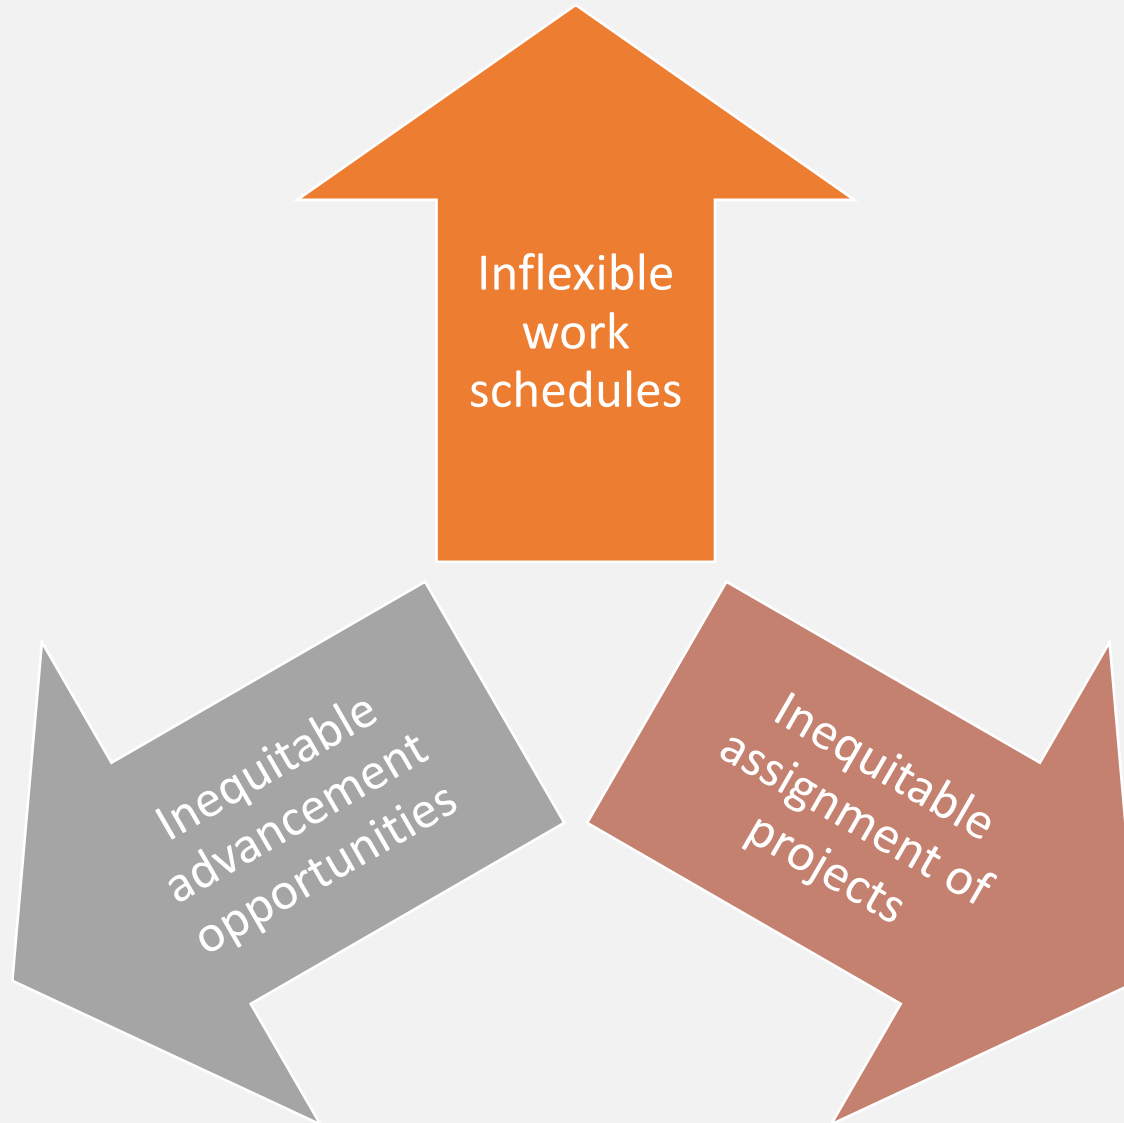 Inflexible
work
schedules
Inequitable
advancement
opportunities
Inequitable
assignment of
projects